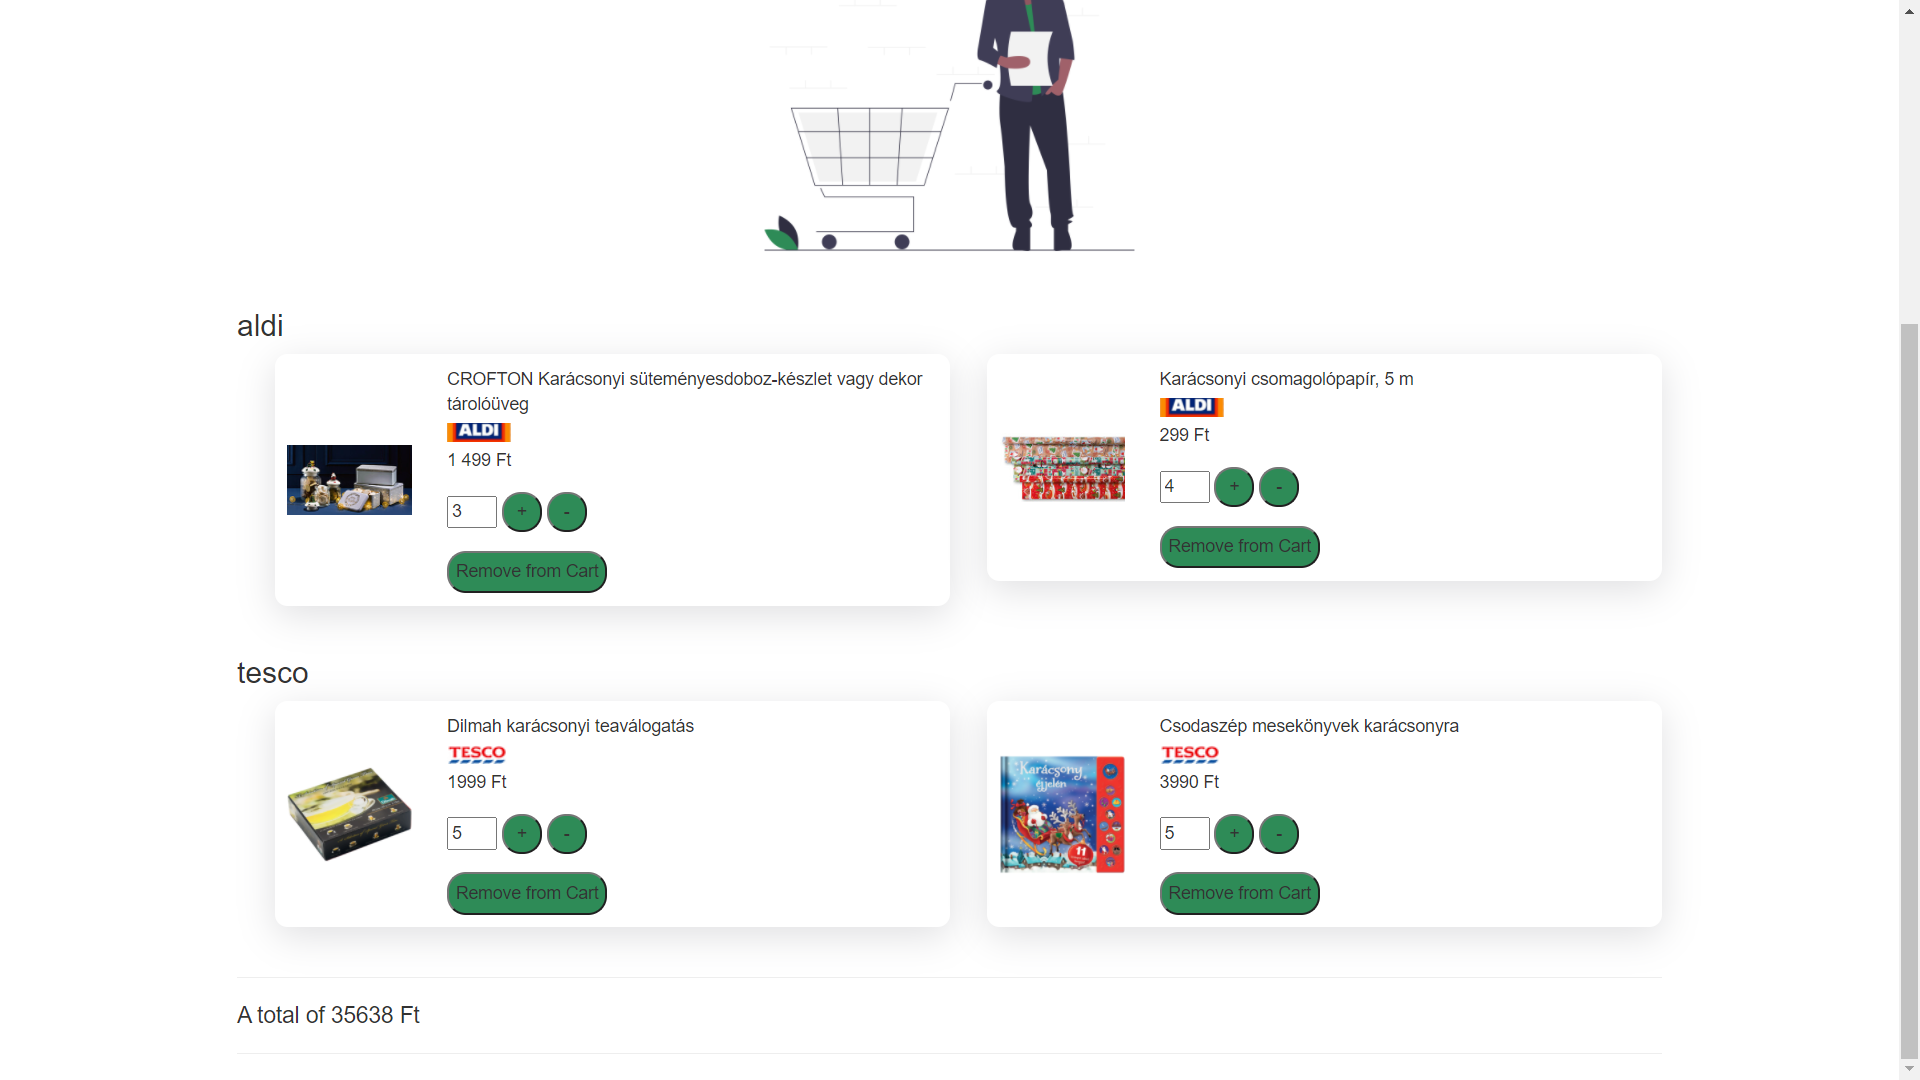 aldi
CROFTON Karácsonyi süteményesdoboz-készlet vagy dekor
tárolóüveg
ALDI
1 499 Ft
3 + -
Remove from Cart
Karácsonyi csomagolópapír, 5 m
ALDI
299 Ft
4 + -
Remove from Cart
tesco
Dilmah karácsonyi teaválogatás
TESCO
1999 Ft
5 + -
Remove from Cart
Csodaszép mesekönyvek karácsonyra
TESCO
3990 Ft
Karácsony
éjjelén
11
5 + -
Remove from Cart
A total of 35638 Ft